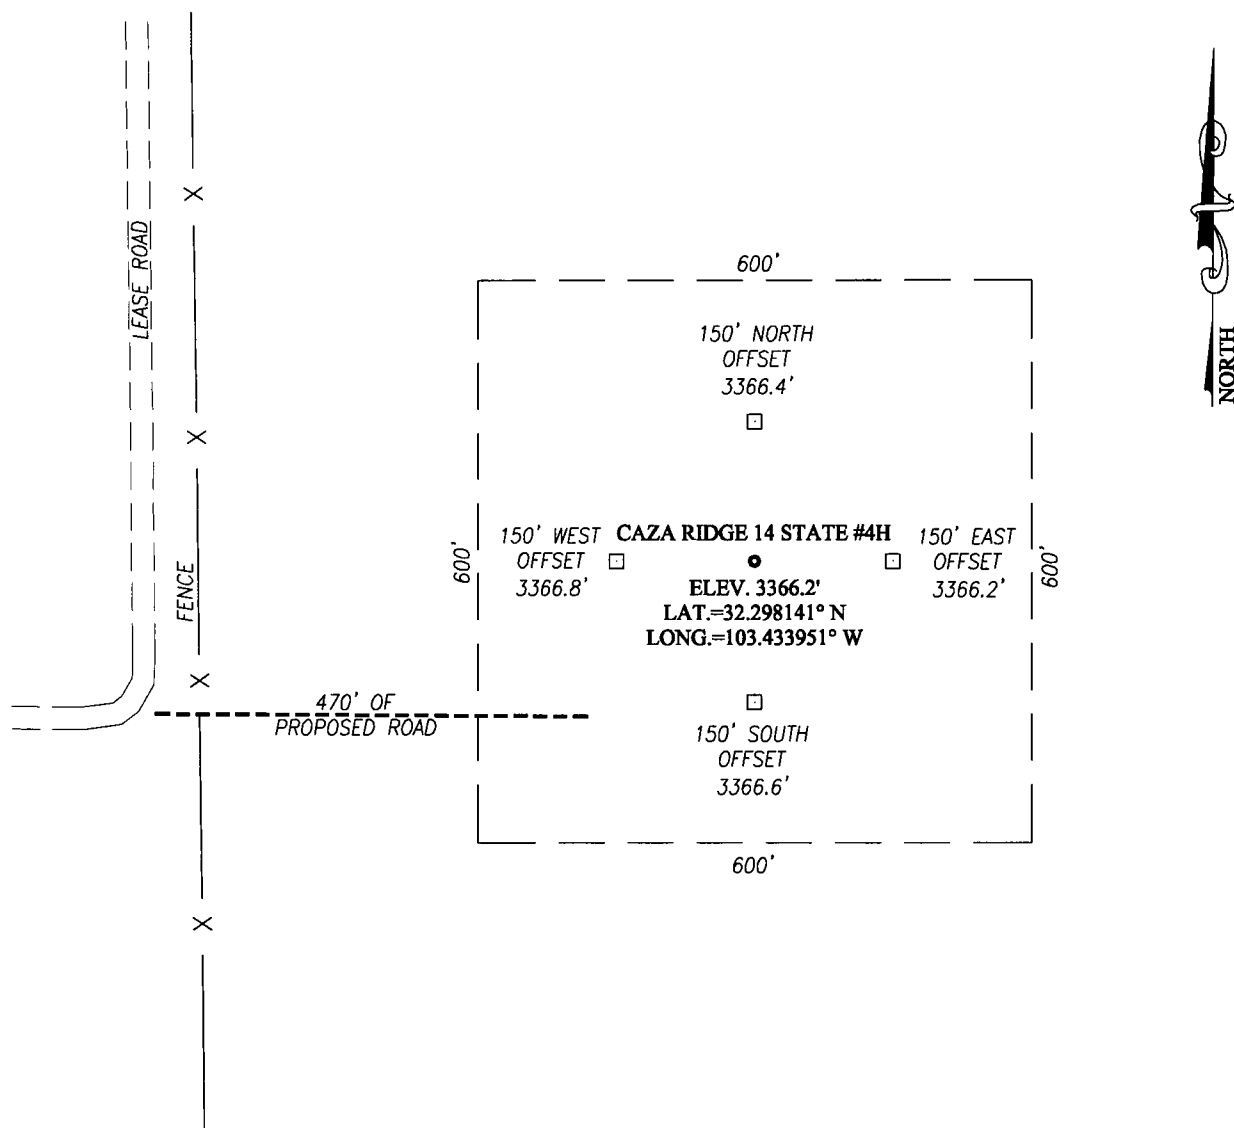 LEASE ROAD
FENCE
470' OF
PROPOSED ROAD
600'
150' NORTH
OFFSET
3366.4'
600'
150' WEST
OFFSET
3366.8'
CAZA RIDGE 14 STATE #4H
ELEV. 3366.2'
LAT.=32.298141° N
LONG.=103.433951° W
150' EAST
OFFSET
3366.2'
600'
150' SOUTH
OFFSET
3366.6'
600'
NORTH
X
X
X
X